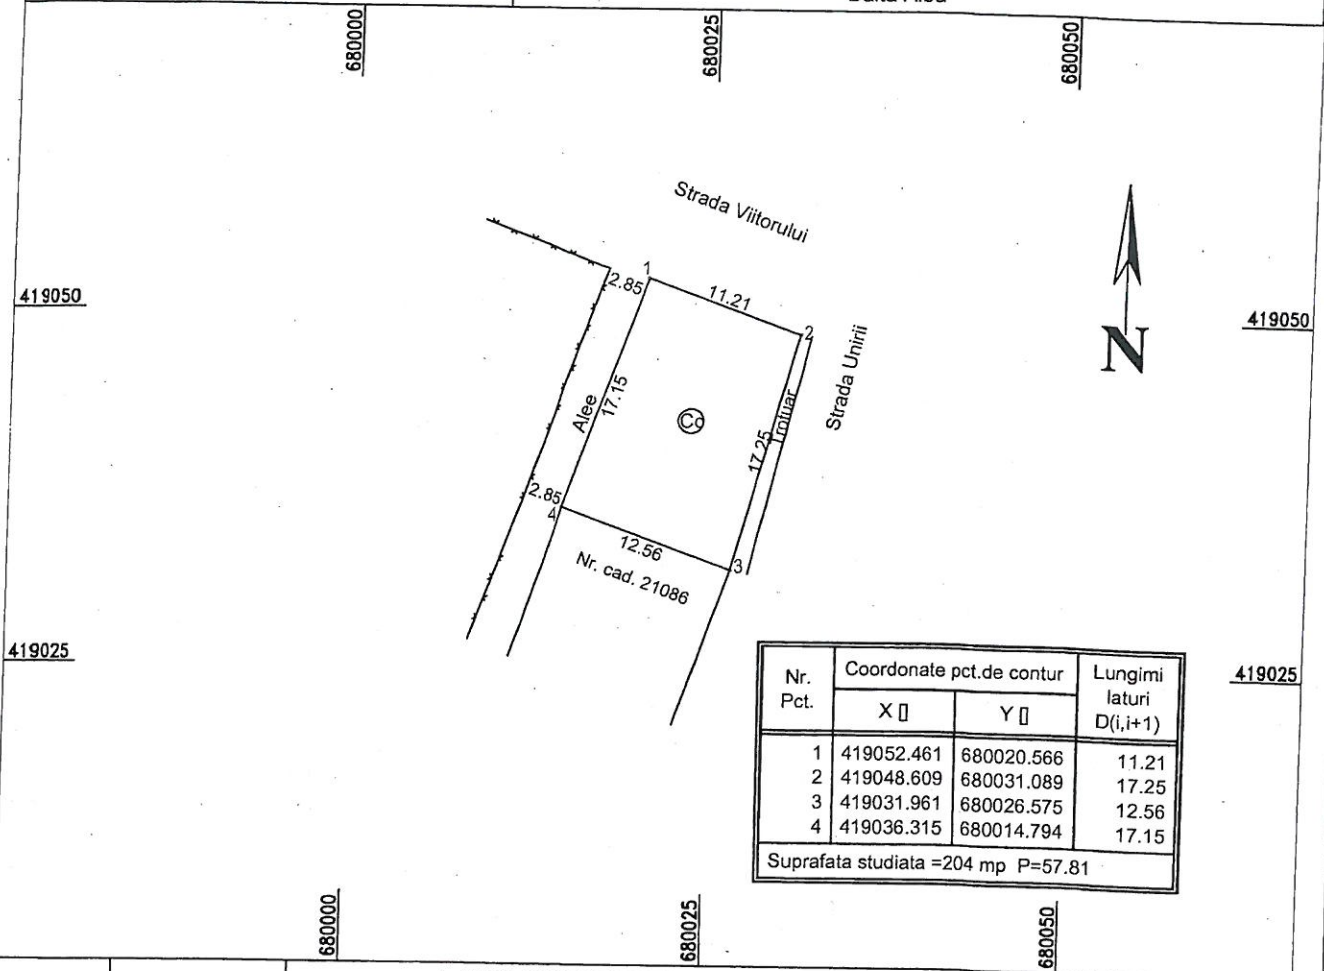 680000
680025
680050
Strada Viitorului
419050
419050
1
2.85
11.21
2
N
Strada Unirii
Alee
17.15
Cc
17.25
Trotuar
2.85
4
12.56
3
Nr. cad. 21086
419025
419025
Nr. Pct.
Coordonate pct.de contur
Lungimi laturi D(i,i+1)
X []
Y []
1 419052.461 680020.566 11.21
2 419048.609 680031.089 17.25
3 419031.961 680026.575 12.56
4 419036.315 680014.794 17.15
Suprafata studiata =204 mp P=57.81
680000
680025
680050